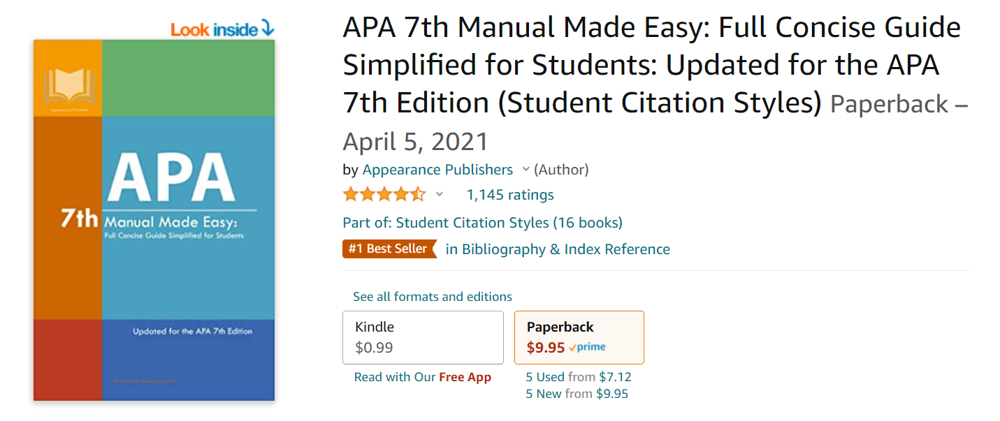 Look inside
APA
7th
Manual Made Easy:
Full Concise Guide Simplified for Students
Updated for the APA 7th Edition
APA 7th Manual Made Easy: Full Concise Guide
Simplified for Students: Updated for the APA
7th Edition (Student Citation Styles) Paperback –
April 5, 2021
by Appearance Publishers (Author)
1,145 ratings
Part of: Student Citation Styles (16 books)
#1 Best Seller in Bibliography & Index Reference
See all formats and editions
Kindle
$0.99
Paperback
$9.95 prime
Read with Our Free App
5 Used from $7.12
5 New from $9.95